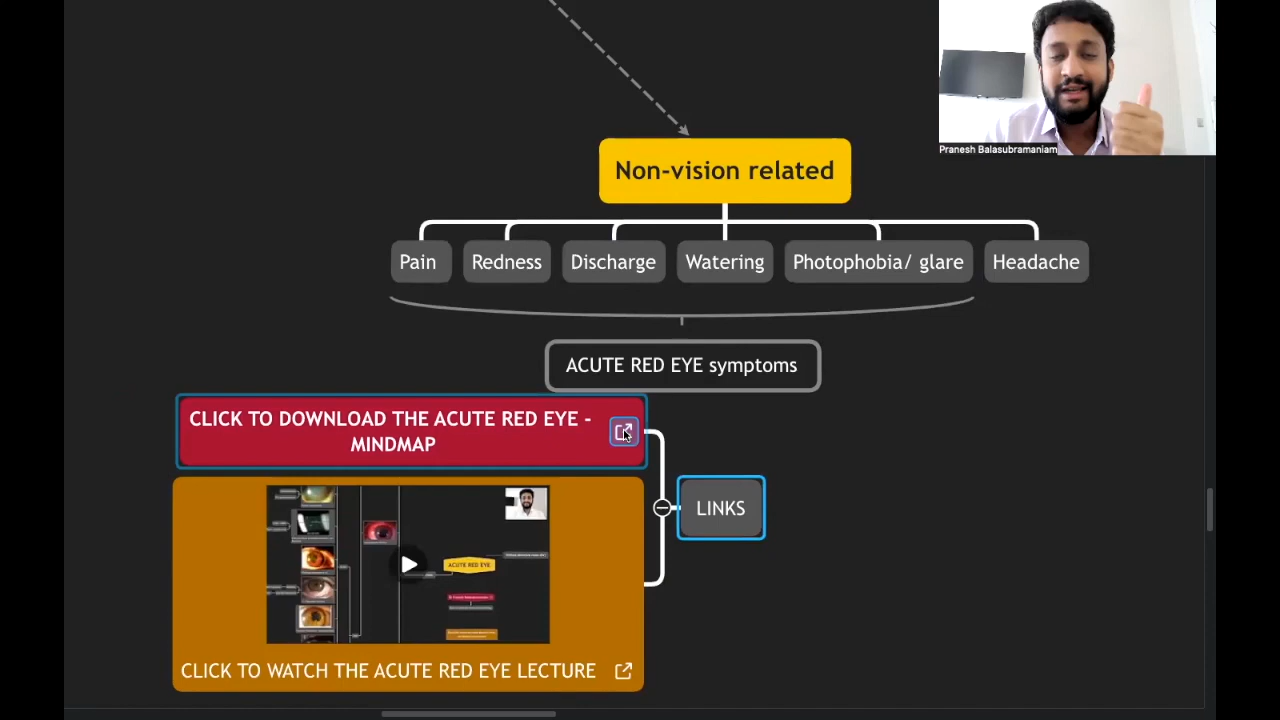 Pranesh Balasubramaniam
Non-vision related
Pain
Redness
Discharge
Watering
Photophobia/ glare
Headache
ACUTE RED EYE symptoms
CLICK TO DOWNLOAD THE ACUTE RED EYE -
MINDMAP
LINKS
ACUTE RED EYE
CLICK TO WATCH THE ACUTE RED EYE LECTURE